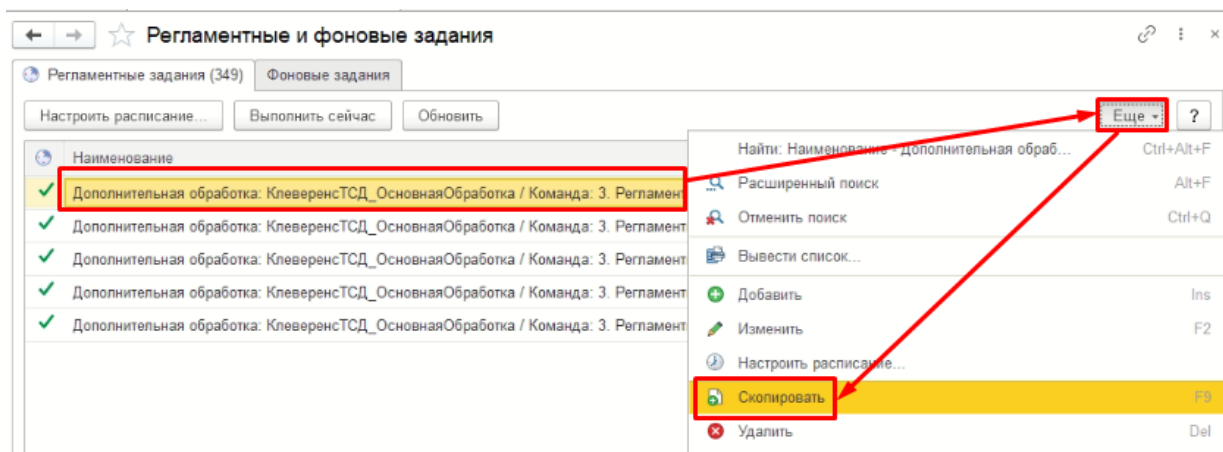 Регламентные и фоновые задания
Регламентные задания (349)
Фоновые задания
Настроить расписание...
Выполнить сейчас
Обновить
Еще
?
Наименование
Дополнительная обработка: КлеверенсТСД_ОсновнаяОбработка / Команда: 3. Регламент
Дополнительная обработка: КлеверенсТСД_ОсновнаяОбработка / Команда: 3. Регламент
Дополнительная обработка: КлеверенсТСД_ОсновнаяОбработка / Команда: 3. Регламент
Дополнительная обработка: КлеверенсТСД_ОсновнаяОбработка / Команда: 3. Регламент
Дополнительная обработка: КлеверенсТСД_ОсновнаяОбработка / Команда: 3. Регламент
Найти: Наименование - Дополнительная обраб... Ctrl+Alt+F
Расширенный поиск Alt+F
Отменить поиск Ctrl+Q
Вывести список...
Добавить Ins
Изменить F2
Настроить расписание...
Скопировать F9
Удалить Del